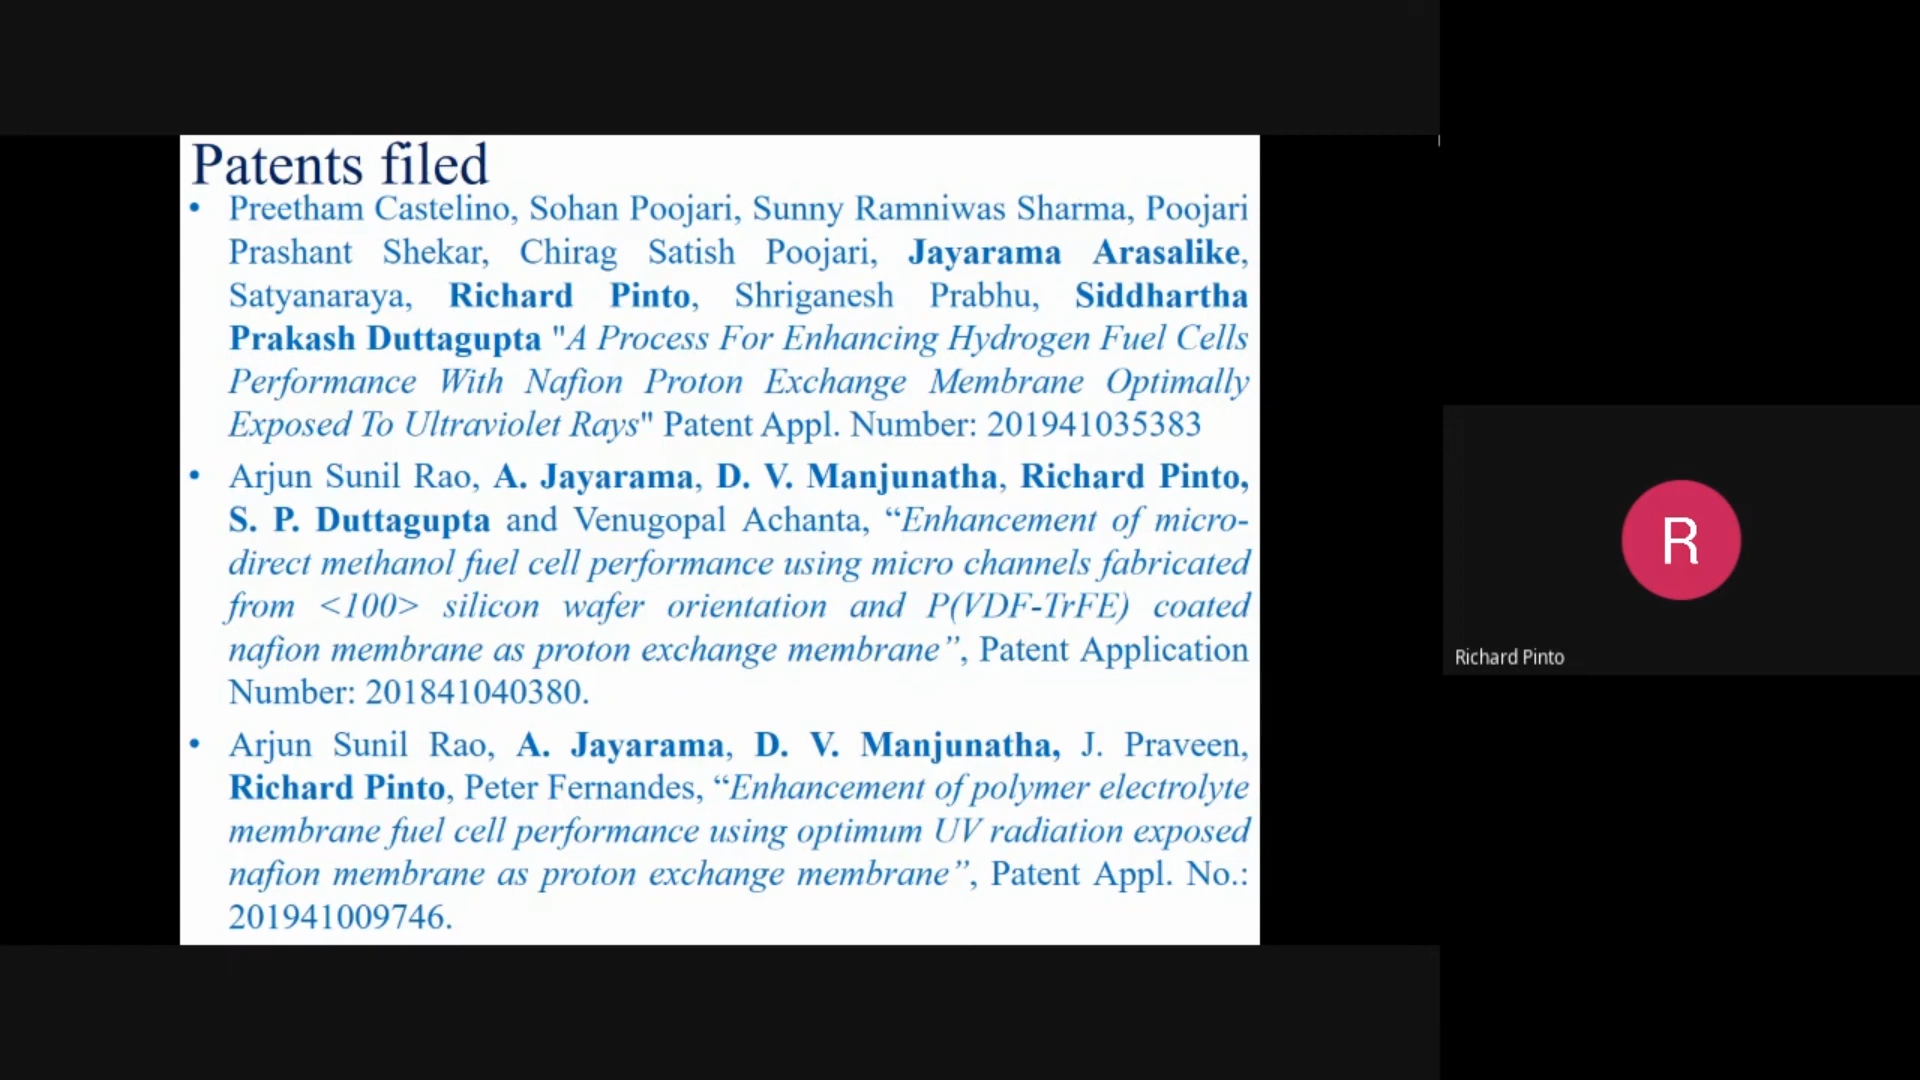 Patents filed
• Preetham Castelino, Sohan Poojari, Sunny Ramniwas Sharma, Poojari
Prashant Shekar, Chirag Satish Poojari, Jayarama Arasalike,
Satyanaraya, Richard Pinto, Shriganesh Prabhu, Siddhartha
Prakash Duttagupta "A Process For Enhancing Hydrogen Fuel Cells
Performance With Nafion Proton Exchange Membrane Optimally
Exposed To Ultraviolet Rays" Patent Appl. Number: 201941035383
• Arjun Sunil Rao, A. Jayarama, D. V. Manjunatha, Richard Pinto,
S. P. Duttagupta and Venugopal Achanta, “Enhancement of micro-
direct methanol fuel cell performance using micro channels fabricated
from <100> silicon wafer orientation and P(VDF-TrFE) coated
nafion membrane as proton exchange membrane”, Patent Application
Number: 201841040380.
• Arjun Sunil Rao, A. Jayarama, D. V. Manjunatha, J. Praveen,
Richard Pinto, Peter Fernandes, “Enhancement of polymer electrolyte
membrane fuel cell performance using optimum UV radiation exposed
nafion membrane as proton exchange membrane”, Patent Appl. No.:
201941009746.
R
Richard Pinto